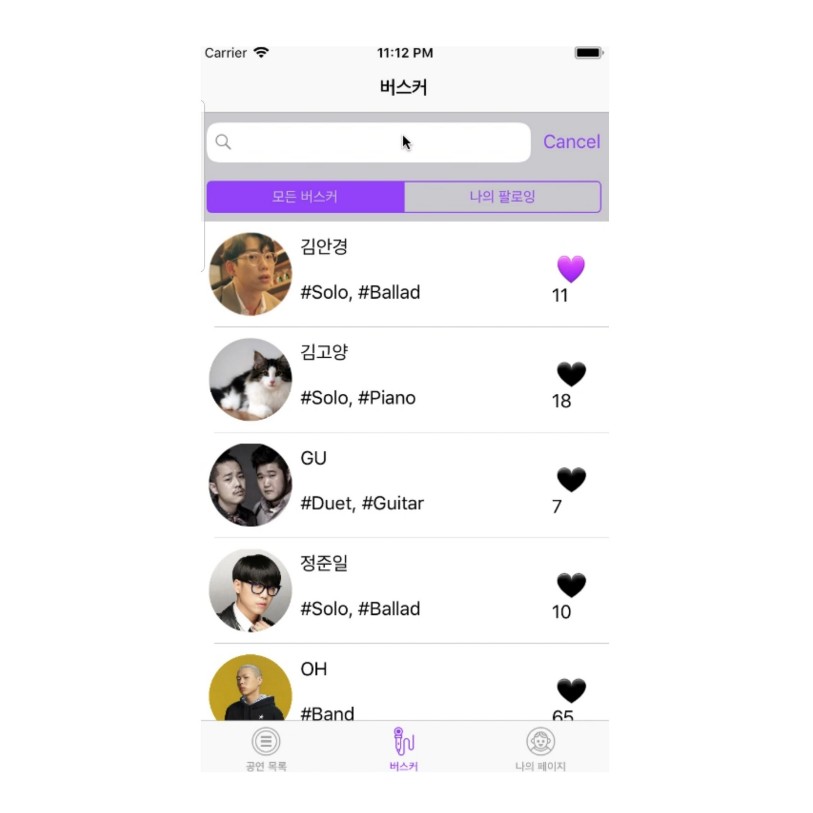 Carrier 11:12 PM
버스커
Cancel
모든 버스커 나의 팔로잉
김안경
#Solo, #Ballad
11
김고양
#Solo, #Piano
18
GU
#Duet, #Guitar
7
정준일
#Solo, #Ballad
10
OH
#Band
65
공연 목록 버스커 나의 페이지